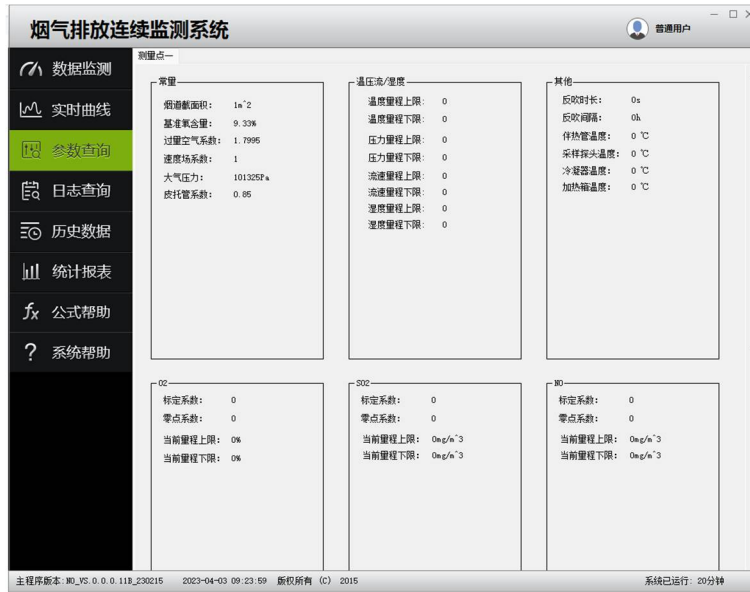 烟气排放连续监测系统
普通用户
数据监测
实时曲线
参数查询
日志查询
历史数据
统计报表
公式帮助
系统帮助
测量点一
常量
烟道截面积: 1m^2
基准氧含量: 9.33%
过量空气系数: 1.7995
速度场系数: 1
大气压力: 101325Pa
皮托管系数: 0.85
温压流/湿度
温度量程上限: 0
温度量程下限: 0
压力量程上限: 0
压力量程下限: 0
流速量程上限: 0
流速量程下限: 0
湿度量程上限: 0
湿度量程下限: 0
其他
反吹时长: 0s
反吹间隔: 0h
伴热管温度: 0 ℃
采样探头温度: 0 ℃
冷凝器温度: 0 ℃
加热箱温度: 0 ℃
O2
标定系数: 0
零点系数: 0
当前量程上限: 0%
当前量程下限: 0%
SO2
标定系数: 0
零点系数: 0
当前量程上限: 0mg/m^3
当前量程下限: 0mg/m^3
NO
标定系数: 0
零点系数: 0
当前量程上限: 0mg/m^3
当前量程下限: 0mg/m^3
主程序版本:NO_VS.0.0.0.11B_230215 2023-04-03 09:23:59 版权所有 (C) 2015 系统已运行: 20分钟